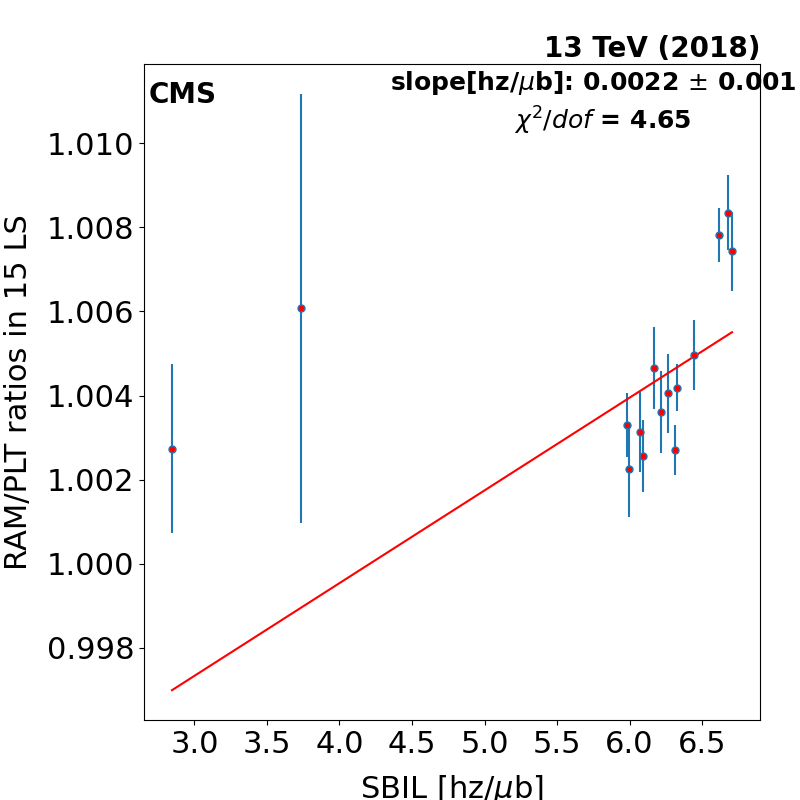 13 TeV (2018)
CMS
slope[hz/μb]: 0.0022 ± 0.001
χ²/dof = 4.65
RAM/PLT ratios in 15 LS
1.010
1.008
1.006
1.004
1.002
1.000
0.998
3.0 3.5 4.0 4.5 5.0 5.5 6.0 6.5
SBIL [hz/μb]